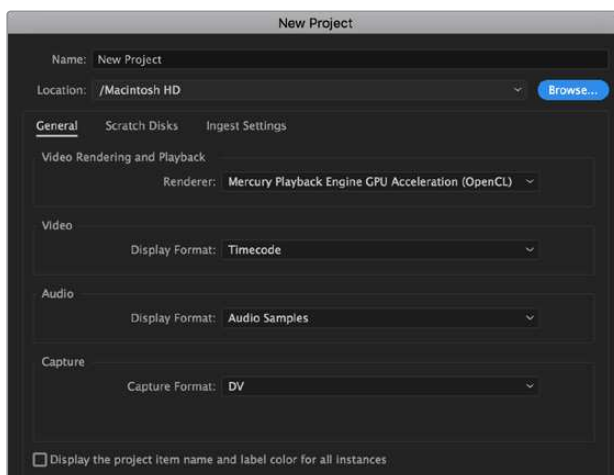 New Project
Name: New Project
Location: /Macintosh HD Browse...
General Scratch Disks Ingest Settings
Video Rendering and Playback
Renderer: Mercury Playback Engine GPU Acceleration (OpenCL)
Video
Display Format: Timecode
Audio
Display Format: Audio Samples
Capture
Capture Format: DV
Display the project item name and label color for all instances